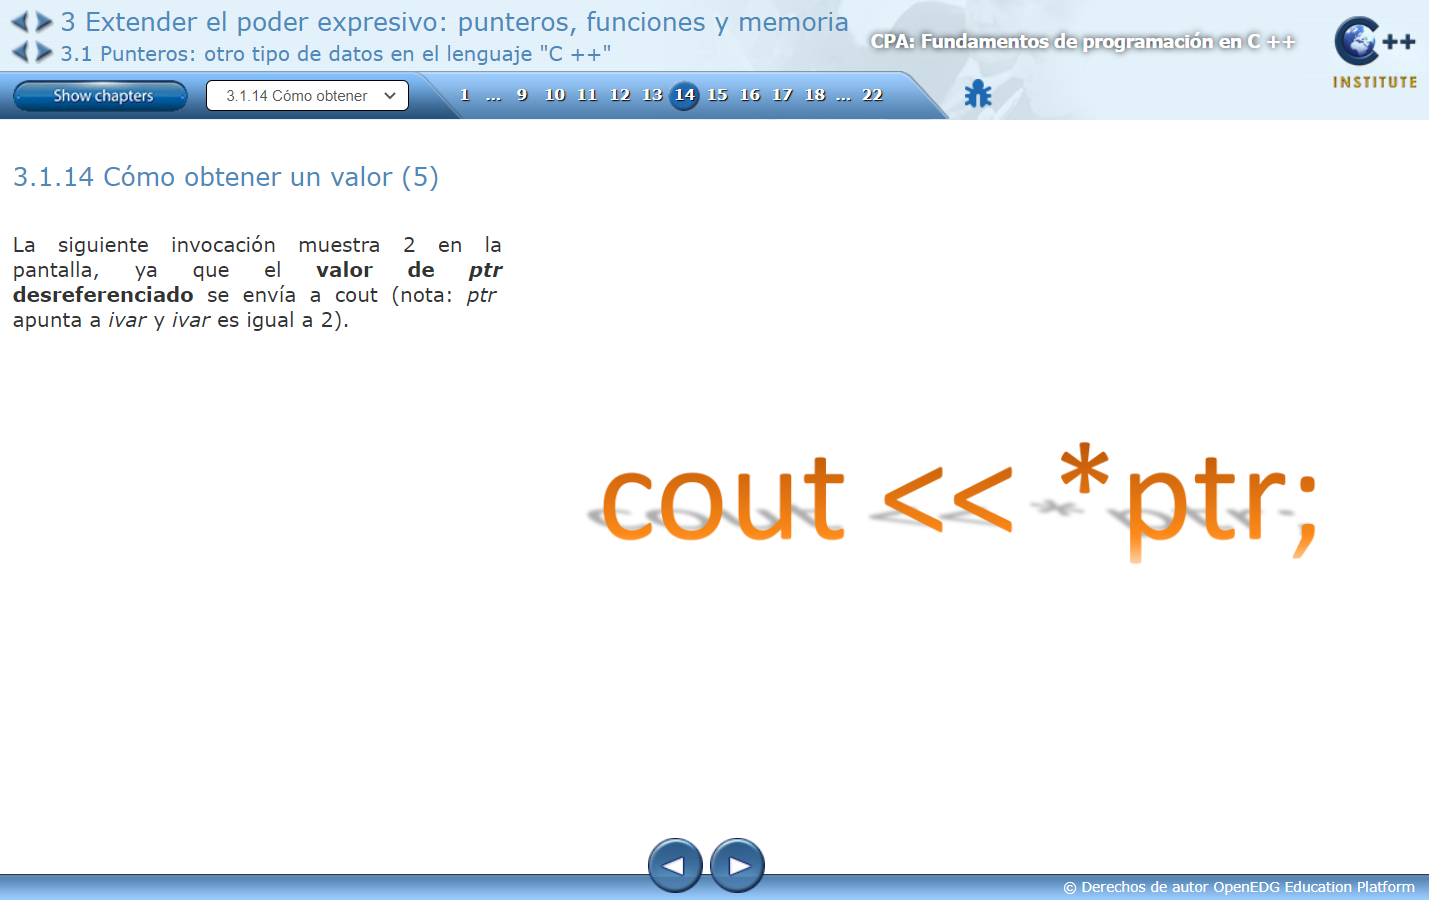 3 Extender el poder expresivo: punteros, funciones y memoria
3.1 Punteros: otro tipo de datos en el lenguaje "C ++"
CPA: Fundamentos de programación en C ++
C++
INSTITUTE
Show chapters
3.1.14 Cómo obtener
1 ... 9 10 11 12 13 14 15 16 17 18 ... 22
3.1.14 Cómo obtener un valor (5)
La siguiente invocación muestra 2 en la
pantalla, ya que el valor de ptr
desreferenciado se envía a cout (nota: ptr
apunta a ivar y ivar es igual a 2).
cout << *ptr;
© Derechos de autor OpenEDG Education Platform